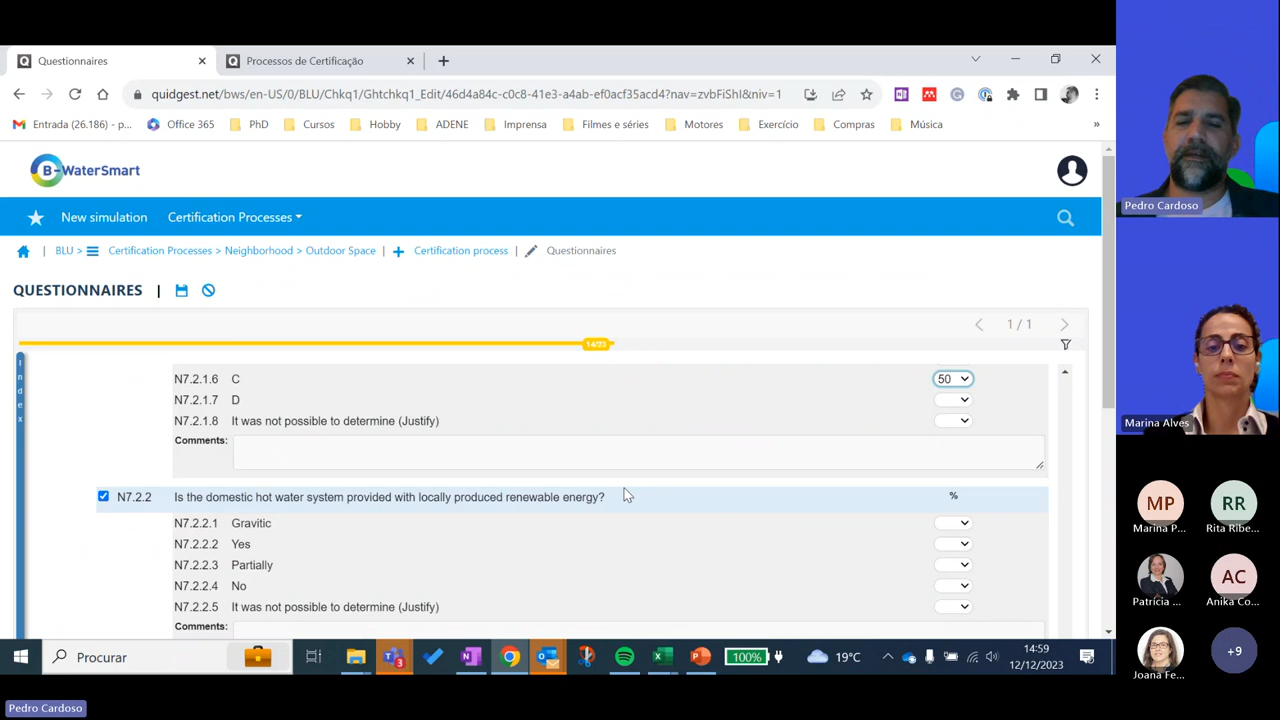 Questionnaires
Processos de Certificação
quidgest.net/bws/en-US/0/BLU/Chkq1/Ghtchkq1_Edit/46d4a84c-c0c8-41e3-a4ab-ef0acf35acd4?nav=zvbFiShI&niv=1
Entrada (26.186) - p... Office 365 PhD Cursos Hobby ADENE Imprensa Filmes e séries Motores Exercício Compras Música »
B-WaterSmart
New simulation Certification Processes
BLU > Certification Processes > Neighborhood > Outdoor Space | + Certification process | Questionnaires
QUESTIONNAIRES |
1 / 1
14/23
Index
N7.2.1.6 C 50
N7.2.1.7 D
N7.2.1.8 It was not possible to determine (Justify)
Comments:
N7.2.2 Is the domestic hot water system provided with locally produced renewable energy? %
N7.2.2.1 Gravitic
N7.2.2.2 Yes
N7.2.2.3 Partially
N7.2.2.4 No
N7.2.2.5 It was not possible to determine (Justify)
Comments:
Procurar
3
100%
19°C
14:59
12/12/2023
Pedro Cardoso
Pedro Cardoso
Marina Alves
MP
Marina P...
RR
Rita Ribe...
Patrícia ...
AC
Anika Co...
Joana Fe...
+9